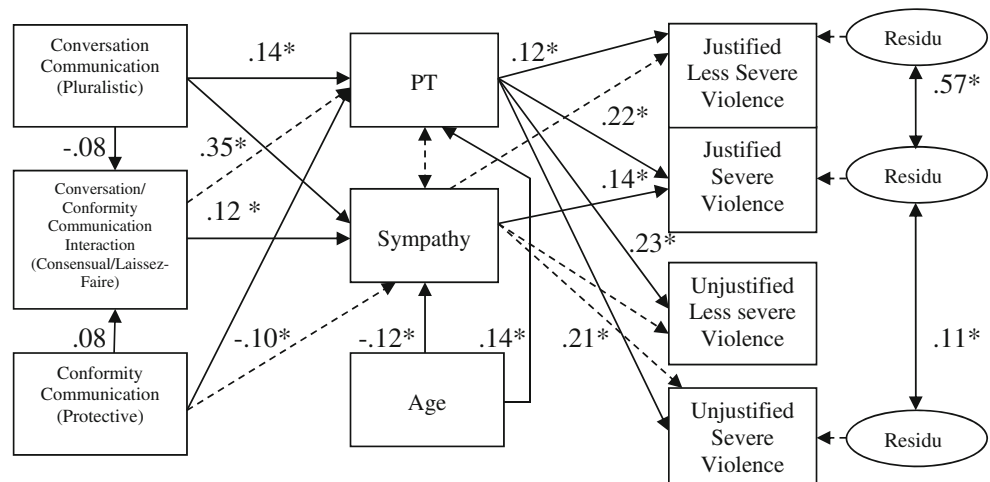 Conversation
Communication
(Pluralistic)
-.08
Conversation/
Conformity
Communication
Interaction
(Consensual/Laissez-
Faire)
.08
Conformity
Communication
(Protective)
.14*
.35*
.12 *
-.10*
PT
Sympathy
-.12*
.14*
Age
.12*
.22*
.14*
.23*
.21*
Justified
Less Severe
Violence
Justified
Severe
Violence
Unjustified
Less severe
Violence
Unjustified
Severe
Violence
Residu
.57*
Residu
.11*
Residu